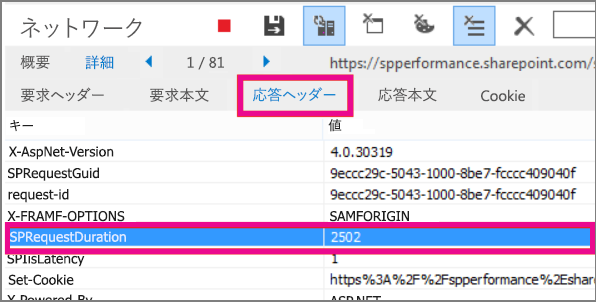 ネットワーク
概要 詳細 1 / 81 https://spperformance.sharepoint.com/s
要求ヘッダー 要求本文 応答ヘッダー 応答本文 Cookie
キー 値
X-AspNet-Version 4.0.30319
SPRequestGuid 9eccc29c-5043-1000-8be7-fcccc409040f
request-id 9eccc29c-5043-1000-8be7-fcccc409040f
X-FRAMF-OPTIONS SAMFORIGIN
SPRequestDuration 2502
SPIisLatency 1
Set-Cookie https%3A%2F%2Fspperformance%2Eshare
X-Powered-By ASP.NET